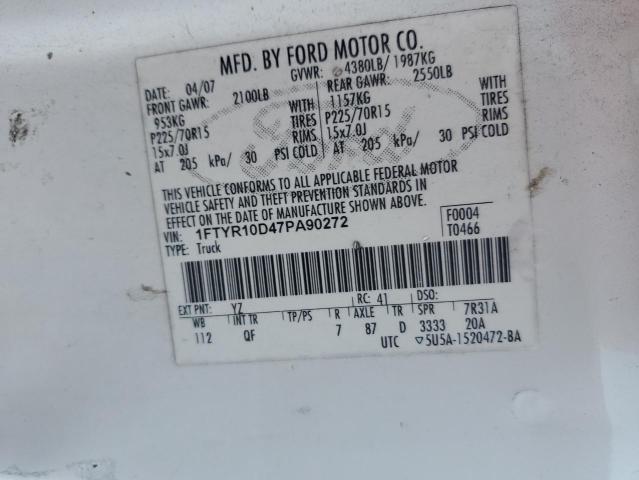 MFD. BY FORD MOTOR CO.
DATE: 04/07 GVWR: 4380LB/ 1987KG
FRONT GAWR: 2100LB REAR GAWR: 2550LB
953KG WITH 1157KG WITH
P225/70R15 TIRES P225/70R15 TIRES
15x7.0J RIMS 15x7.0J RIMS
AT 205 kPa/ 30 PSI COLD AT 205 kPa/ 30 PSI COLD
THIS VEHICLE CONFORMS TO ALL APPLICABLE FEDERAL MOTOR
VEHICLE SAFETY AND THEFT PREVENTION STANDARDS IN
EFFECT ON THE DATE OF MANUFACTURE SHOWN ABOVE.
VIN: 1FTYR10D47PA90272 F0004
TYPE: Truck T0466
EXT PNT: YZ RC: 41 DSO:
WB INT TR TP/PS R AXLE TR SPR 7R31A
112 QF 7 87 D 3333 20A
UTC ▽5U5A-1520472-BA
Ford